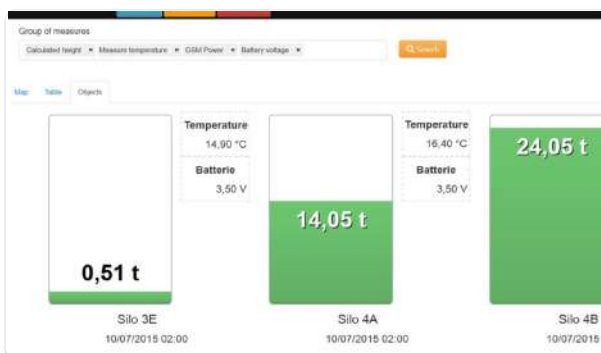 Group of measures
Calculated height × Measure temperature × GSM Power × Battery voltage ×
Search
Map Table Objects
Temperature
14,90 °C
Batterie
3,50 V
0,51 t
Silo 3E
10/07/2015 02:00
Temperature
16,40 °C
Batterie
3,50 V
14,05 t
Silo 4A
10/07/2015 02:00
24,05 t
Silo 4B
10/07/2015